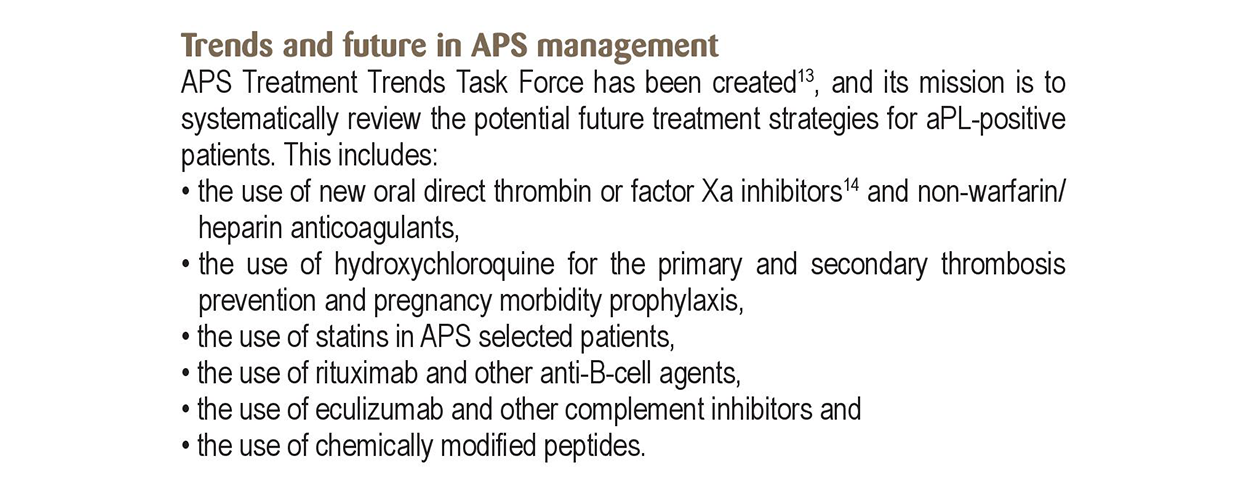 Trends and future in APS management
APS Treatment Trends Task Force has been created¹³, and its mission is to
systematically review the potential future treatment strategies for aPL-positive
patients. This includes:
• the use of new oral direct thrombin or factor Xa inhibitors¹⁴ and non-warfarin/
heparin anticoagulants,
• the use of hydroxychloroquine for the primary and secondary thrombosis
prevention and pregnancy morbidity prophylaxis,
• the use of statins in APS selected patients,
• the use of rituximab and other anti-B-cell agents,
• the use of eculizumab and other complement inhibitors and
• the use of chemically modified peptides.